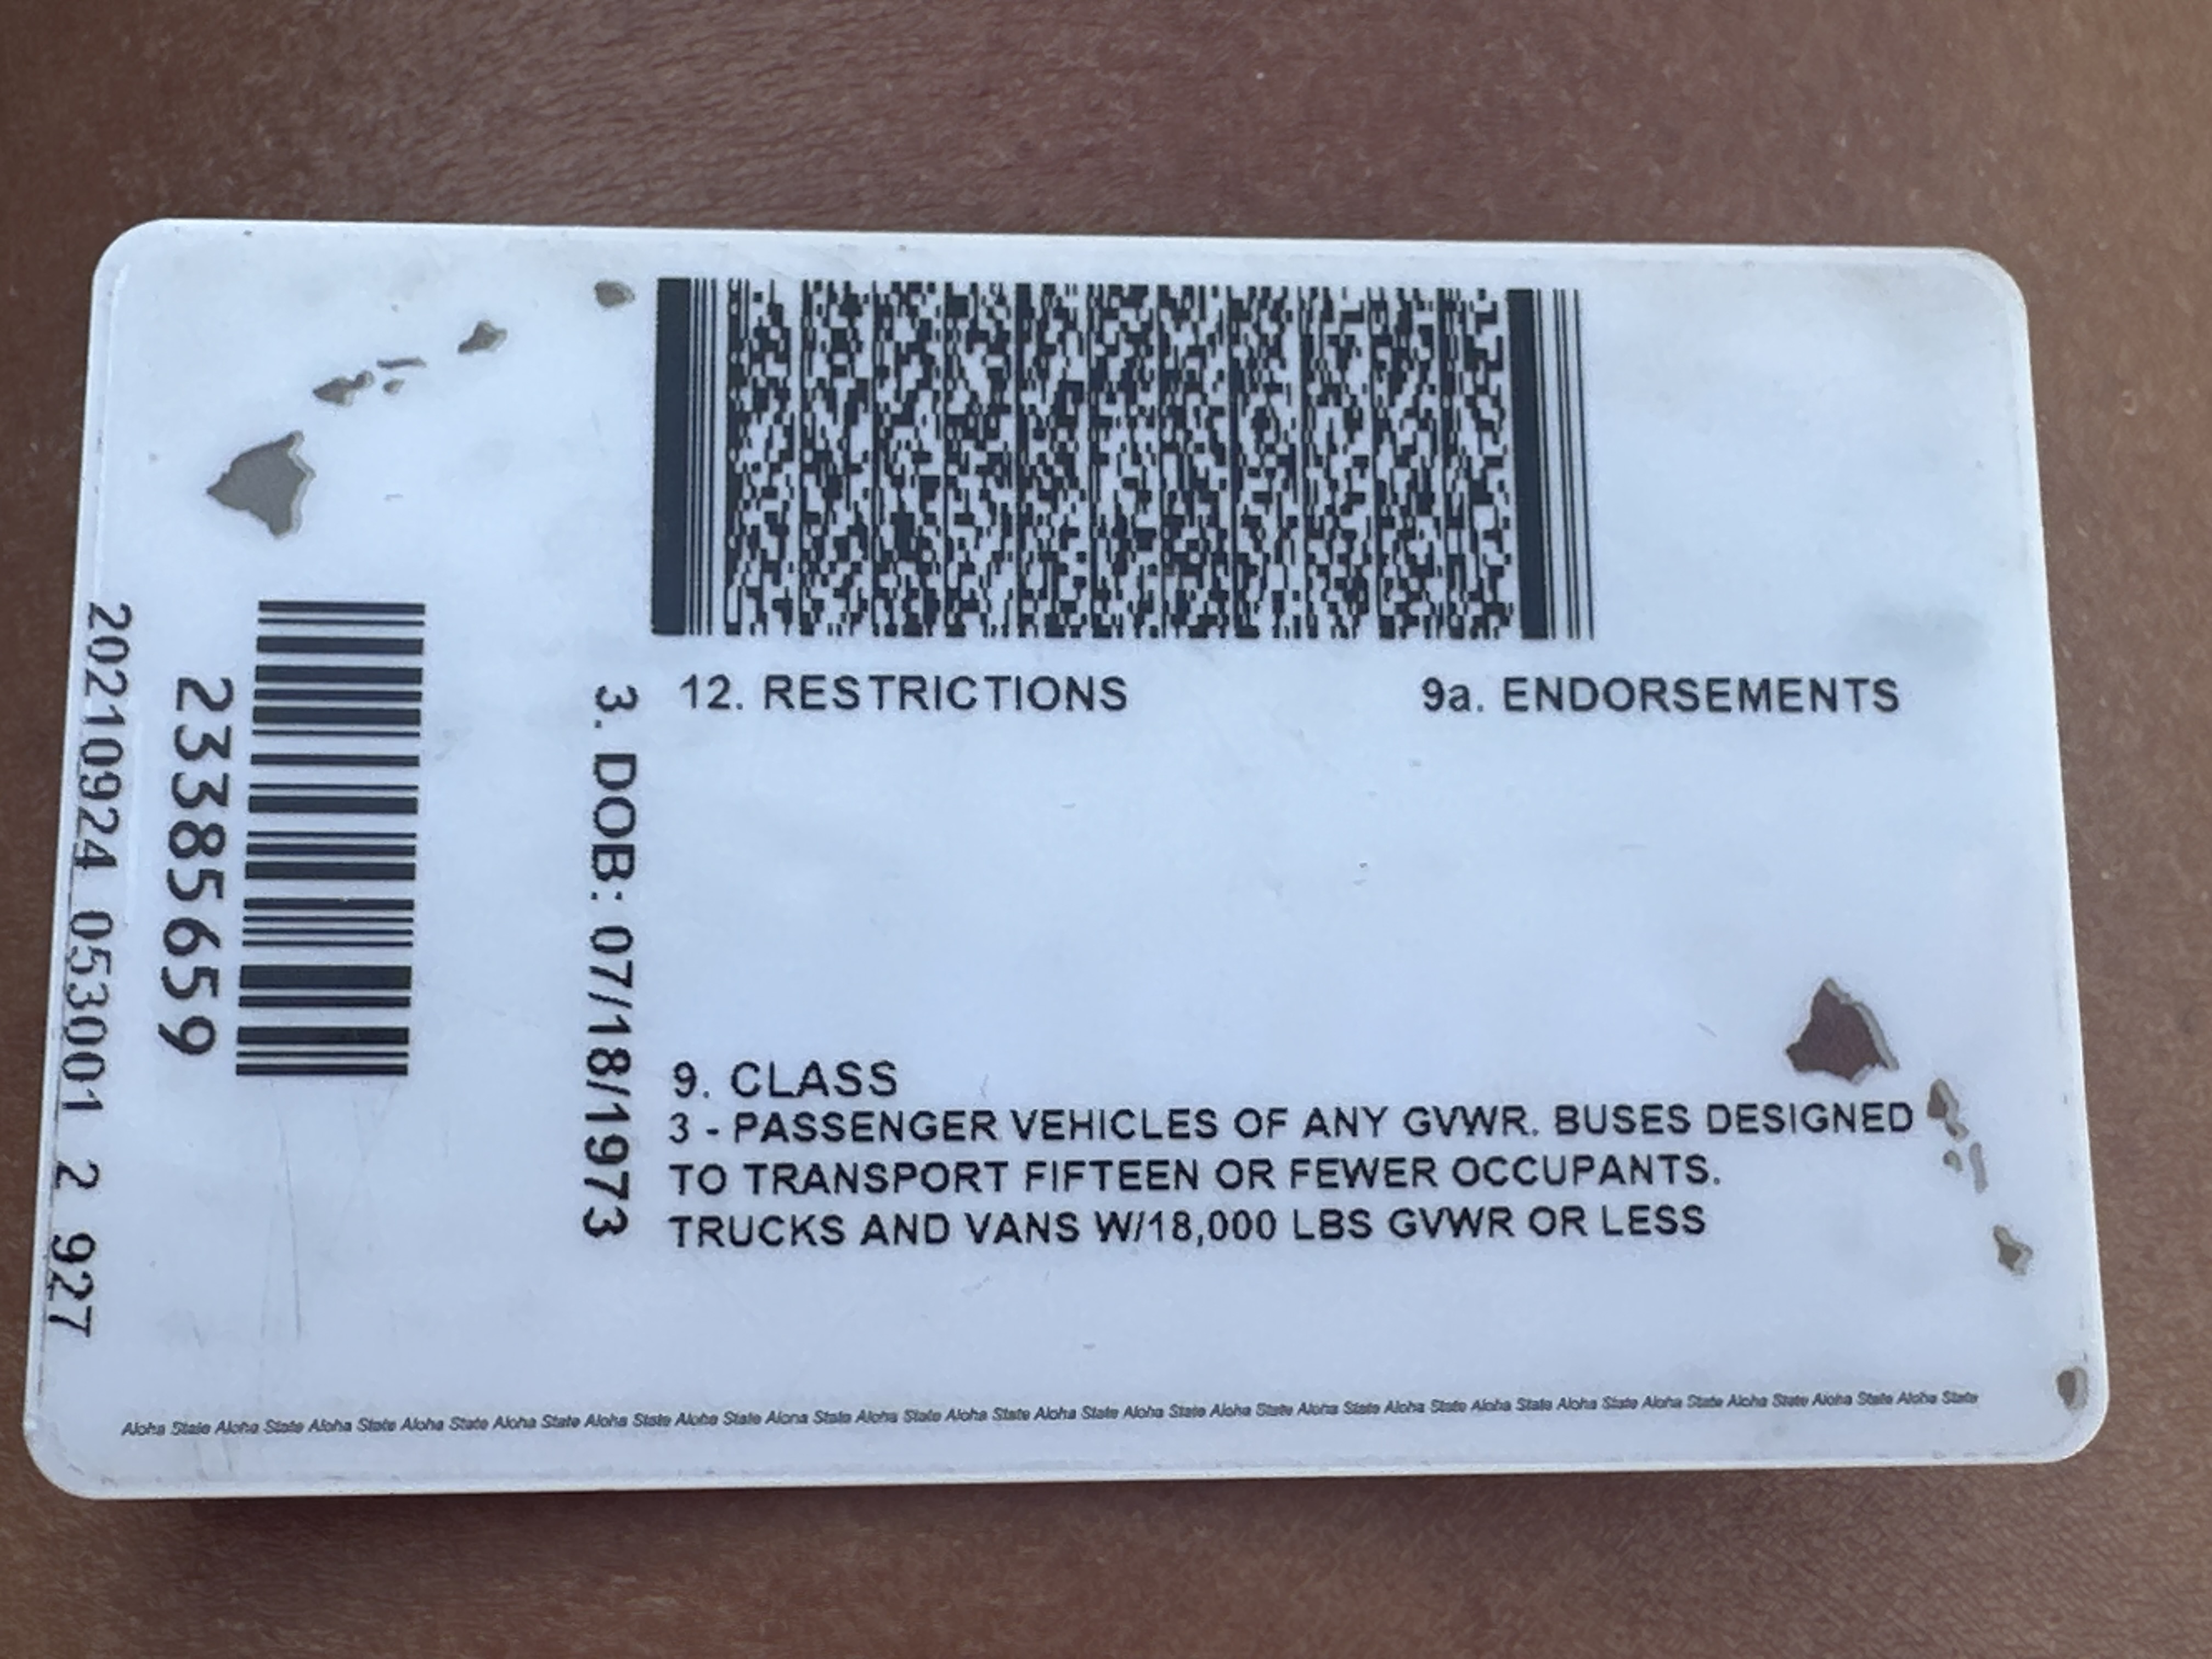 12. RESTRICTIONS
9a. ENDORSEMENTS
3. DOB: 07/18/1973
23385659
20210924 053001 2 927
9. CLASS
3 - PASSENGER VEHICLES OF ANY GVWR. BUSES DESIGNED
TO TRANSPORT FIFTEEN OR FEWER OCCUPANTS.
TRUCKS AND VANS W/18,000 LBS GVWR OR LESS
Aloha State Aloha State Aloha State Aloha State Aloha State Aloha State Aloha State Aloha State Aloha State Aloha State Aloha State Aloha State Aloha State Aloha State Aloha State Aloha State Aloha State Aloha State Aloha State Aloha State Aloha State